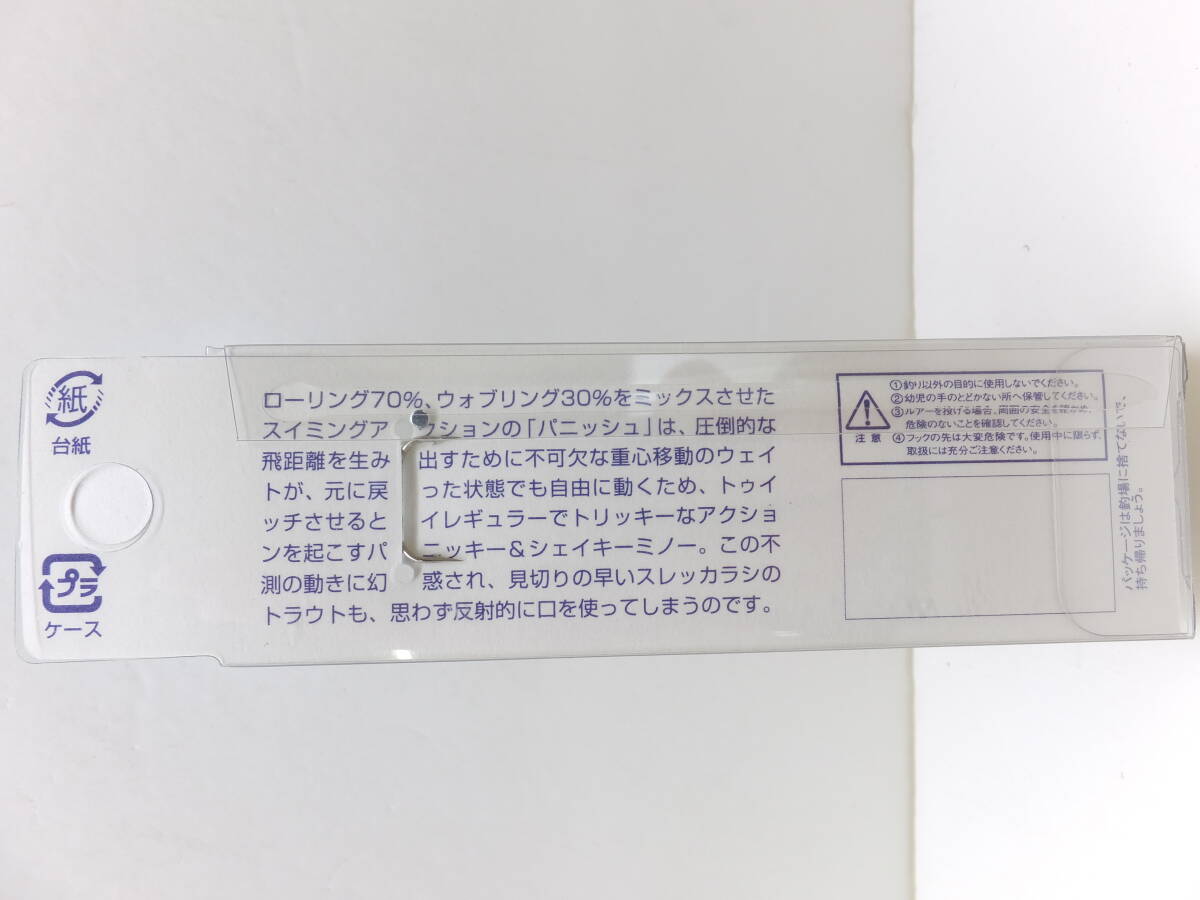 紙
台紙
プラ
ケース
ローリング70%、ウォブリング30%をミックスさせた
スイミングア クションの「パニッシュ」は、圧倒的な
飛距離を生み 出すために不可欠な重心移動のウェイ
トが、元に戻 った状態でも自由に動くため、トゥイ
ッチさせると イレギュラーでトリッキーなアクショ
ンを起こすパ ニッキー&シェイキーミノー。この不
測の動きに幻 惑され、見切りの早いスレッカラシの
トラウトも、思わず反射的に口を使ってしまうのです。
注意
①釣り以外の目的に使用しないでください。
②幼児の手のとどかない所へ保管してください。
③ルアーを投げる場合、周囲の安全を確かめ、
危険のないことを確認してください。
④フックの先は大変危険です。使用中に限らず、
取扱には充分ご注意ください。
パッケージは釣場に捨てないで、
持ち帰りましょう。